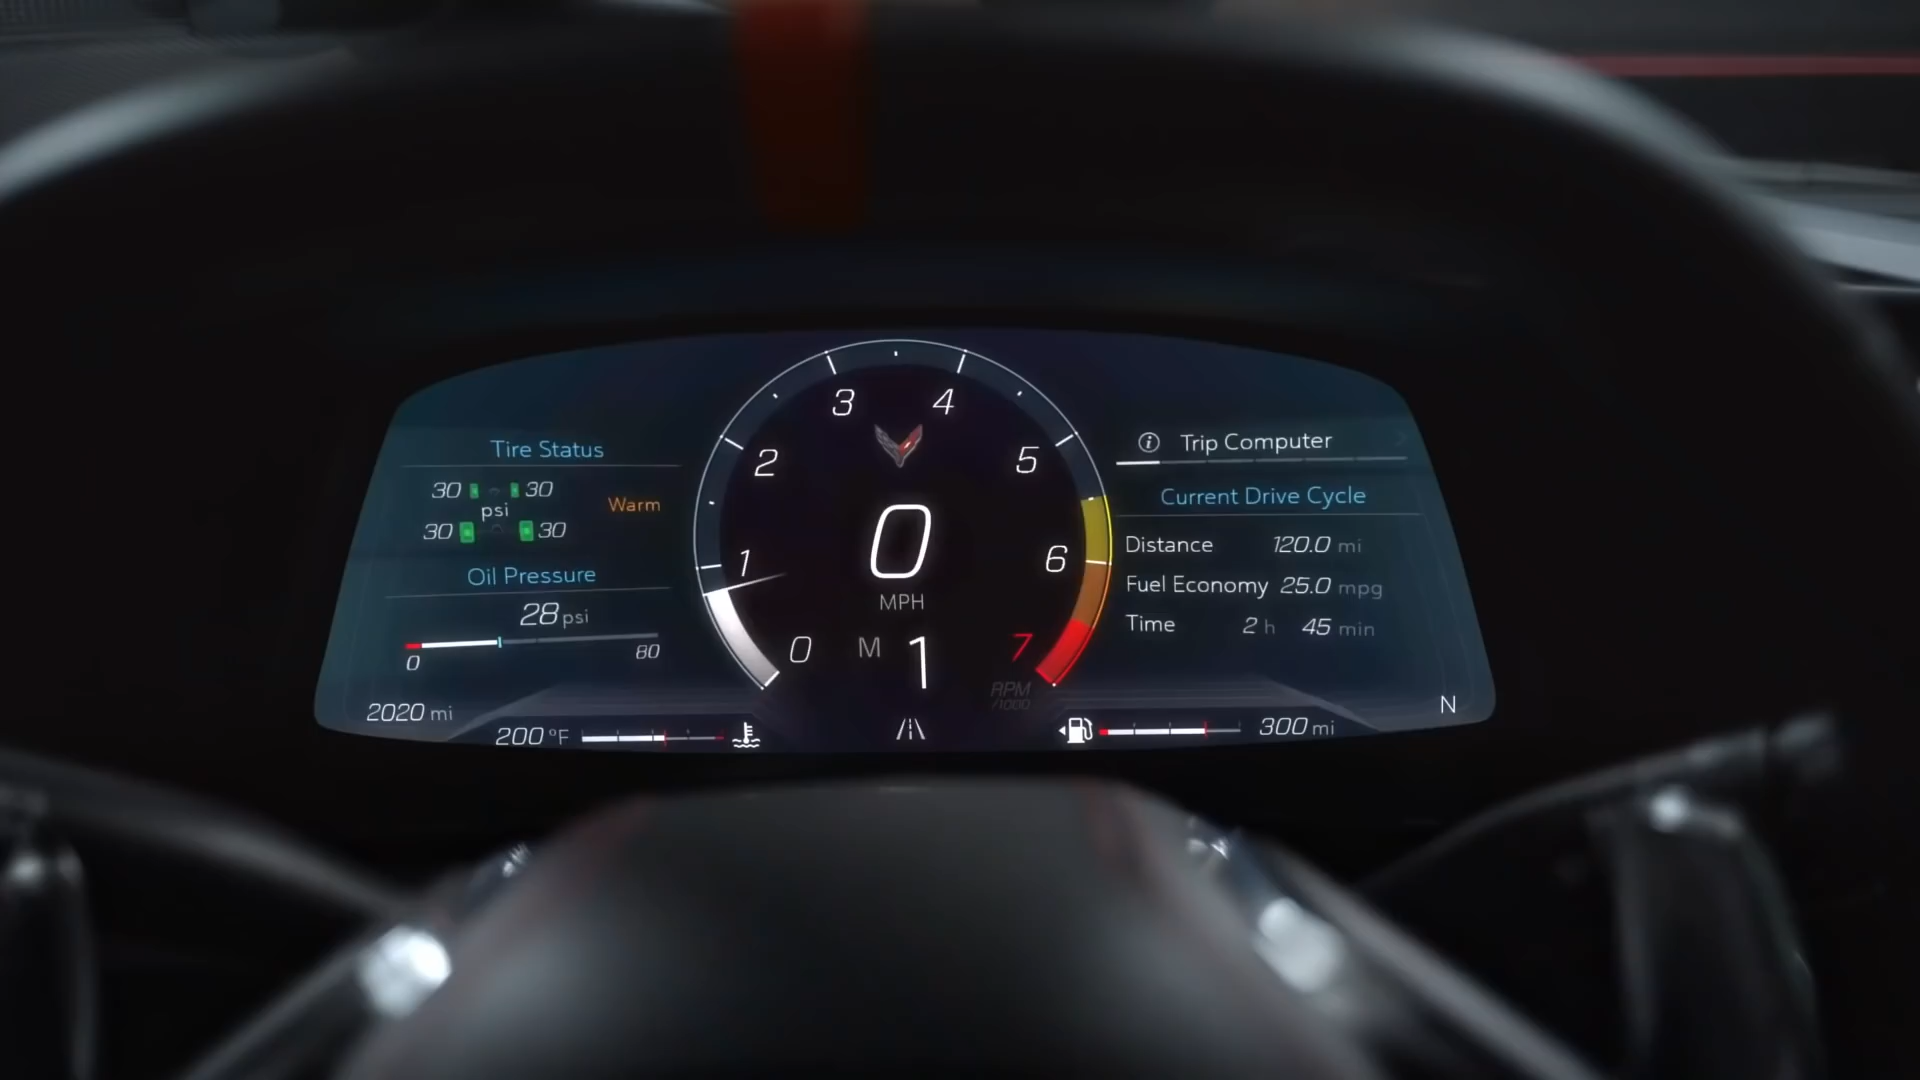 Tire Status
30 30
psi
Warm
30 30
Oil Pressure
28 psi
0 80
2020 mi
200 °F
0 1 2 3 4 5 6 7
0
MPH
M 1
RPM
/1000
Trip Computer
Current Drive Cycle
Distance 120.0 mi
Fuel Economy 25.0 mpg
Time 2 h 45 min
N
300 mi